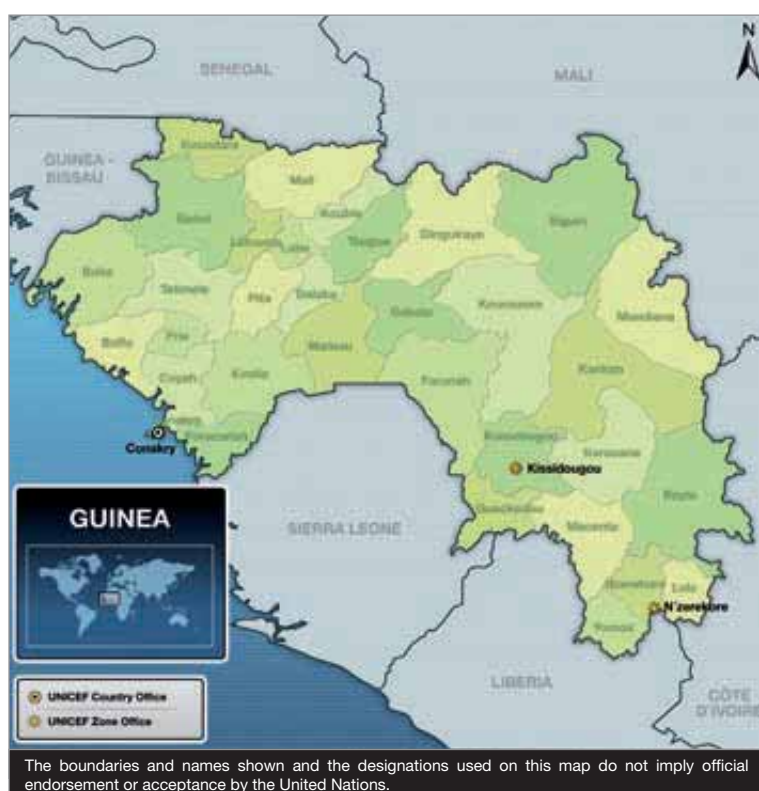 N
SENEGAL
MALI
GUINEA -
BISSAU
Koundara
Mali
Koubia
Gaoual
Lelouma
Labe
Tougue
Dinguiraye
Siguiri
Boke
Telimele
Pita
Dalaba
Kouroussa
Mandiana
Boffa
Fria
Mamou
Dabola
Kindia
Coyah
Faranah
Kankan
Conakry
Kissidougou
Kerouane
Kissidougou
Beyla
GUINEA
SIERRA LEONE
Macenta
Lola
N'zerekore
LIBERIA
CÔTE
D'IVOIRE
UNICEF Country Office
UNICEF Zone Office
The boundaries and names shown and the designations used on this map do not imply official
endorsement or acceptance by the United Nations.